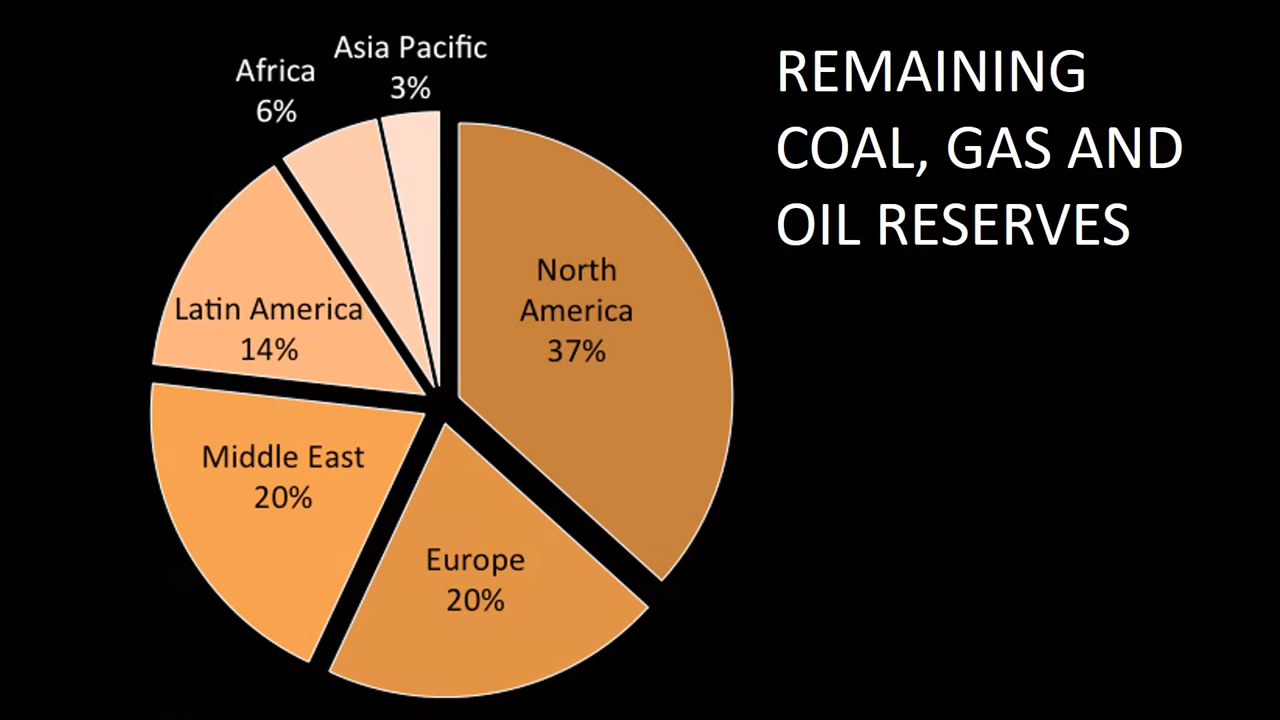 REMAINING
COAL, GAS AND
OIL RESERVES
Asia Pacific
3%
Africa
6%
North
America
37%
Latin America
14%
Middle East
20%
Europe
20%